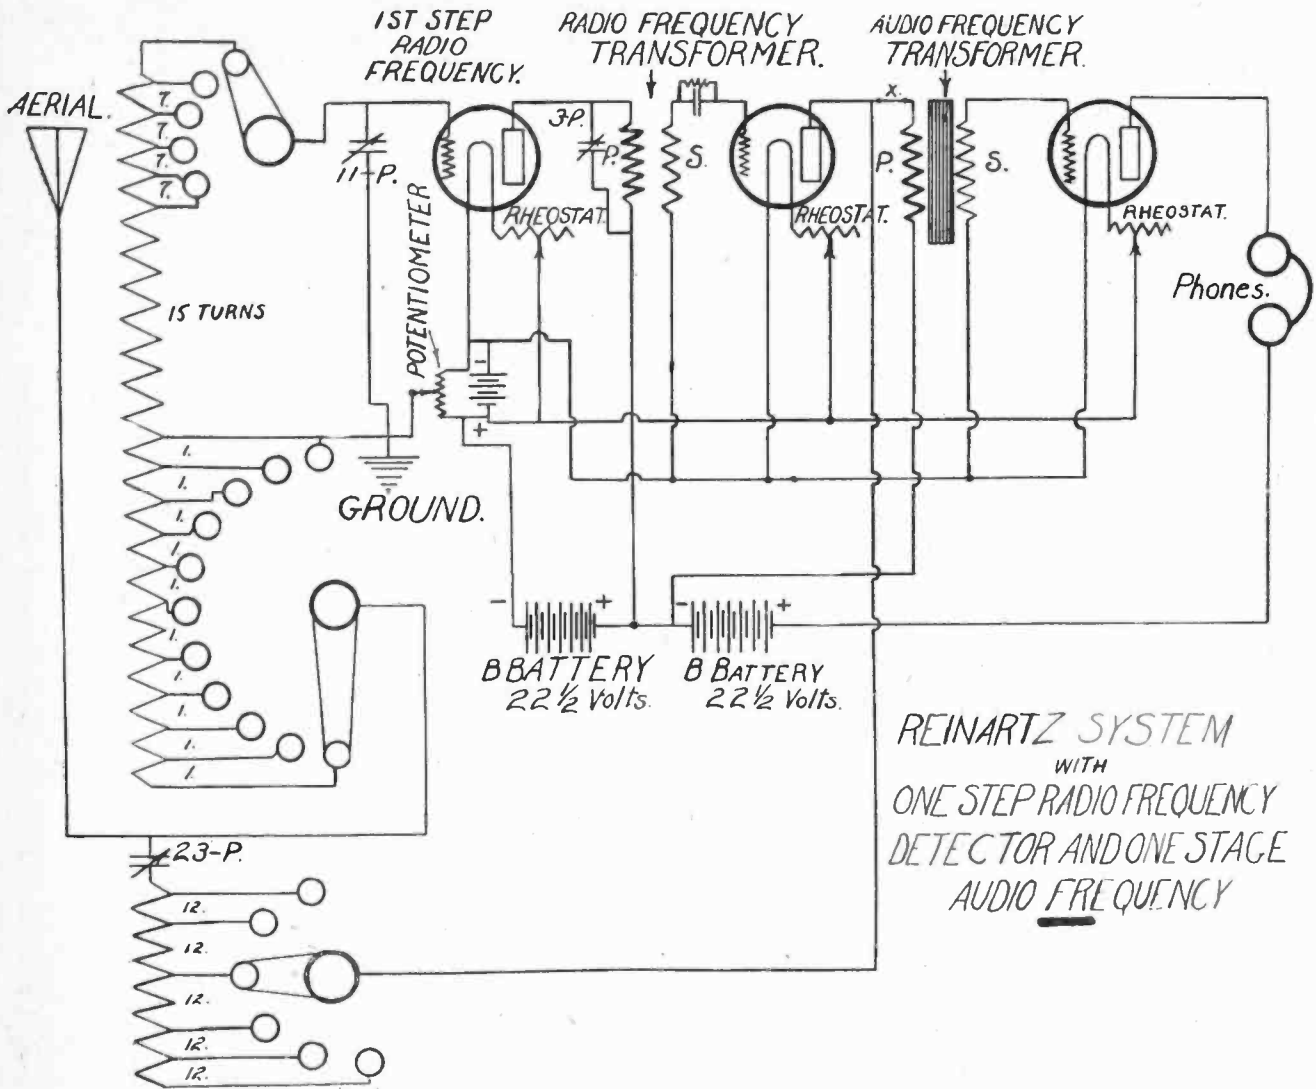 1ST STEP
RADIO
FREQUENCY.
RADIO FREQUENCY
TRANSFORMER.
AUDIO FREQUENCY
TRANSFORMER.
AERIAL.
7.
7.
7.
7.
11-P.
3-P.
P.
S.
X.
P.
S.
RHEOSTAT.
RHEOSTAT.
RHEOSTAT.
POTENTIOMETER
15 TURNS
Phones.
-
+
GROUND.
1.
1.
1.
1.
1.
1.
1.
1.
1.
1.
- +
- +
B BATTERY
22 1/2 Volts.
B BATTERY
22 1/2 Volts.
REINARTZ SYSTEM
WITH
ONE STEP RADIO FREQUENCY
DETECTOR AND ONE STAGE
AUDIO FREQUENCY
23-P.
12.
12.
12.
12.
12.